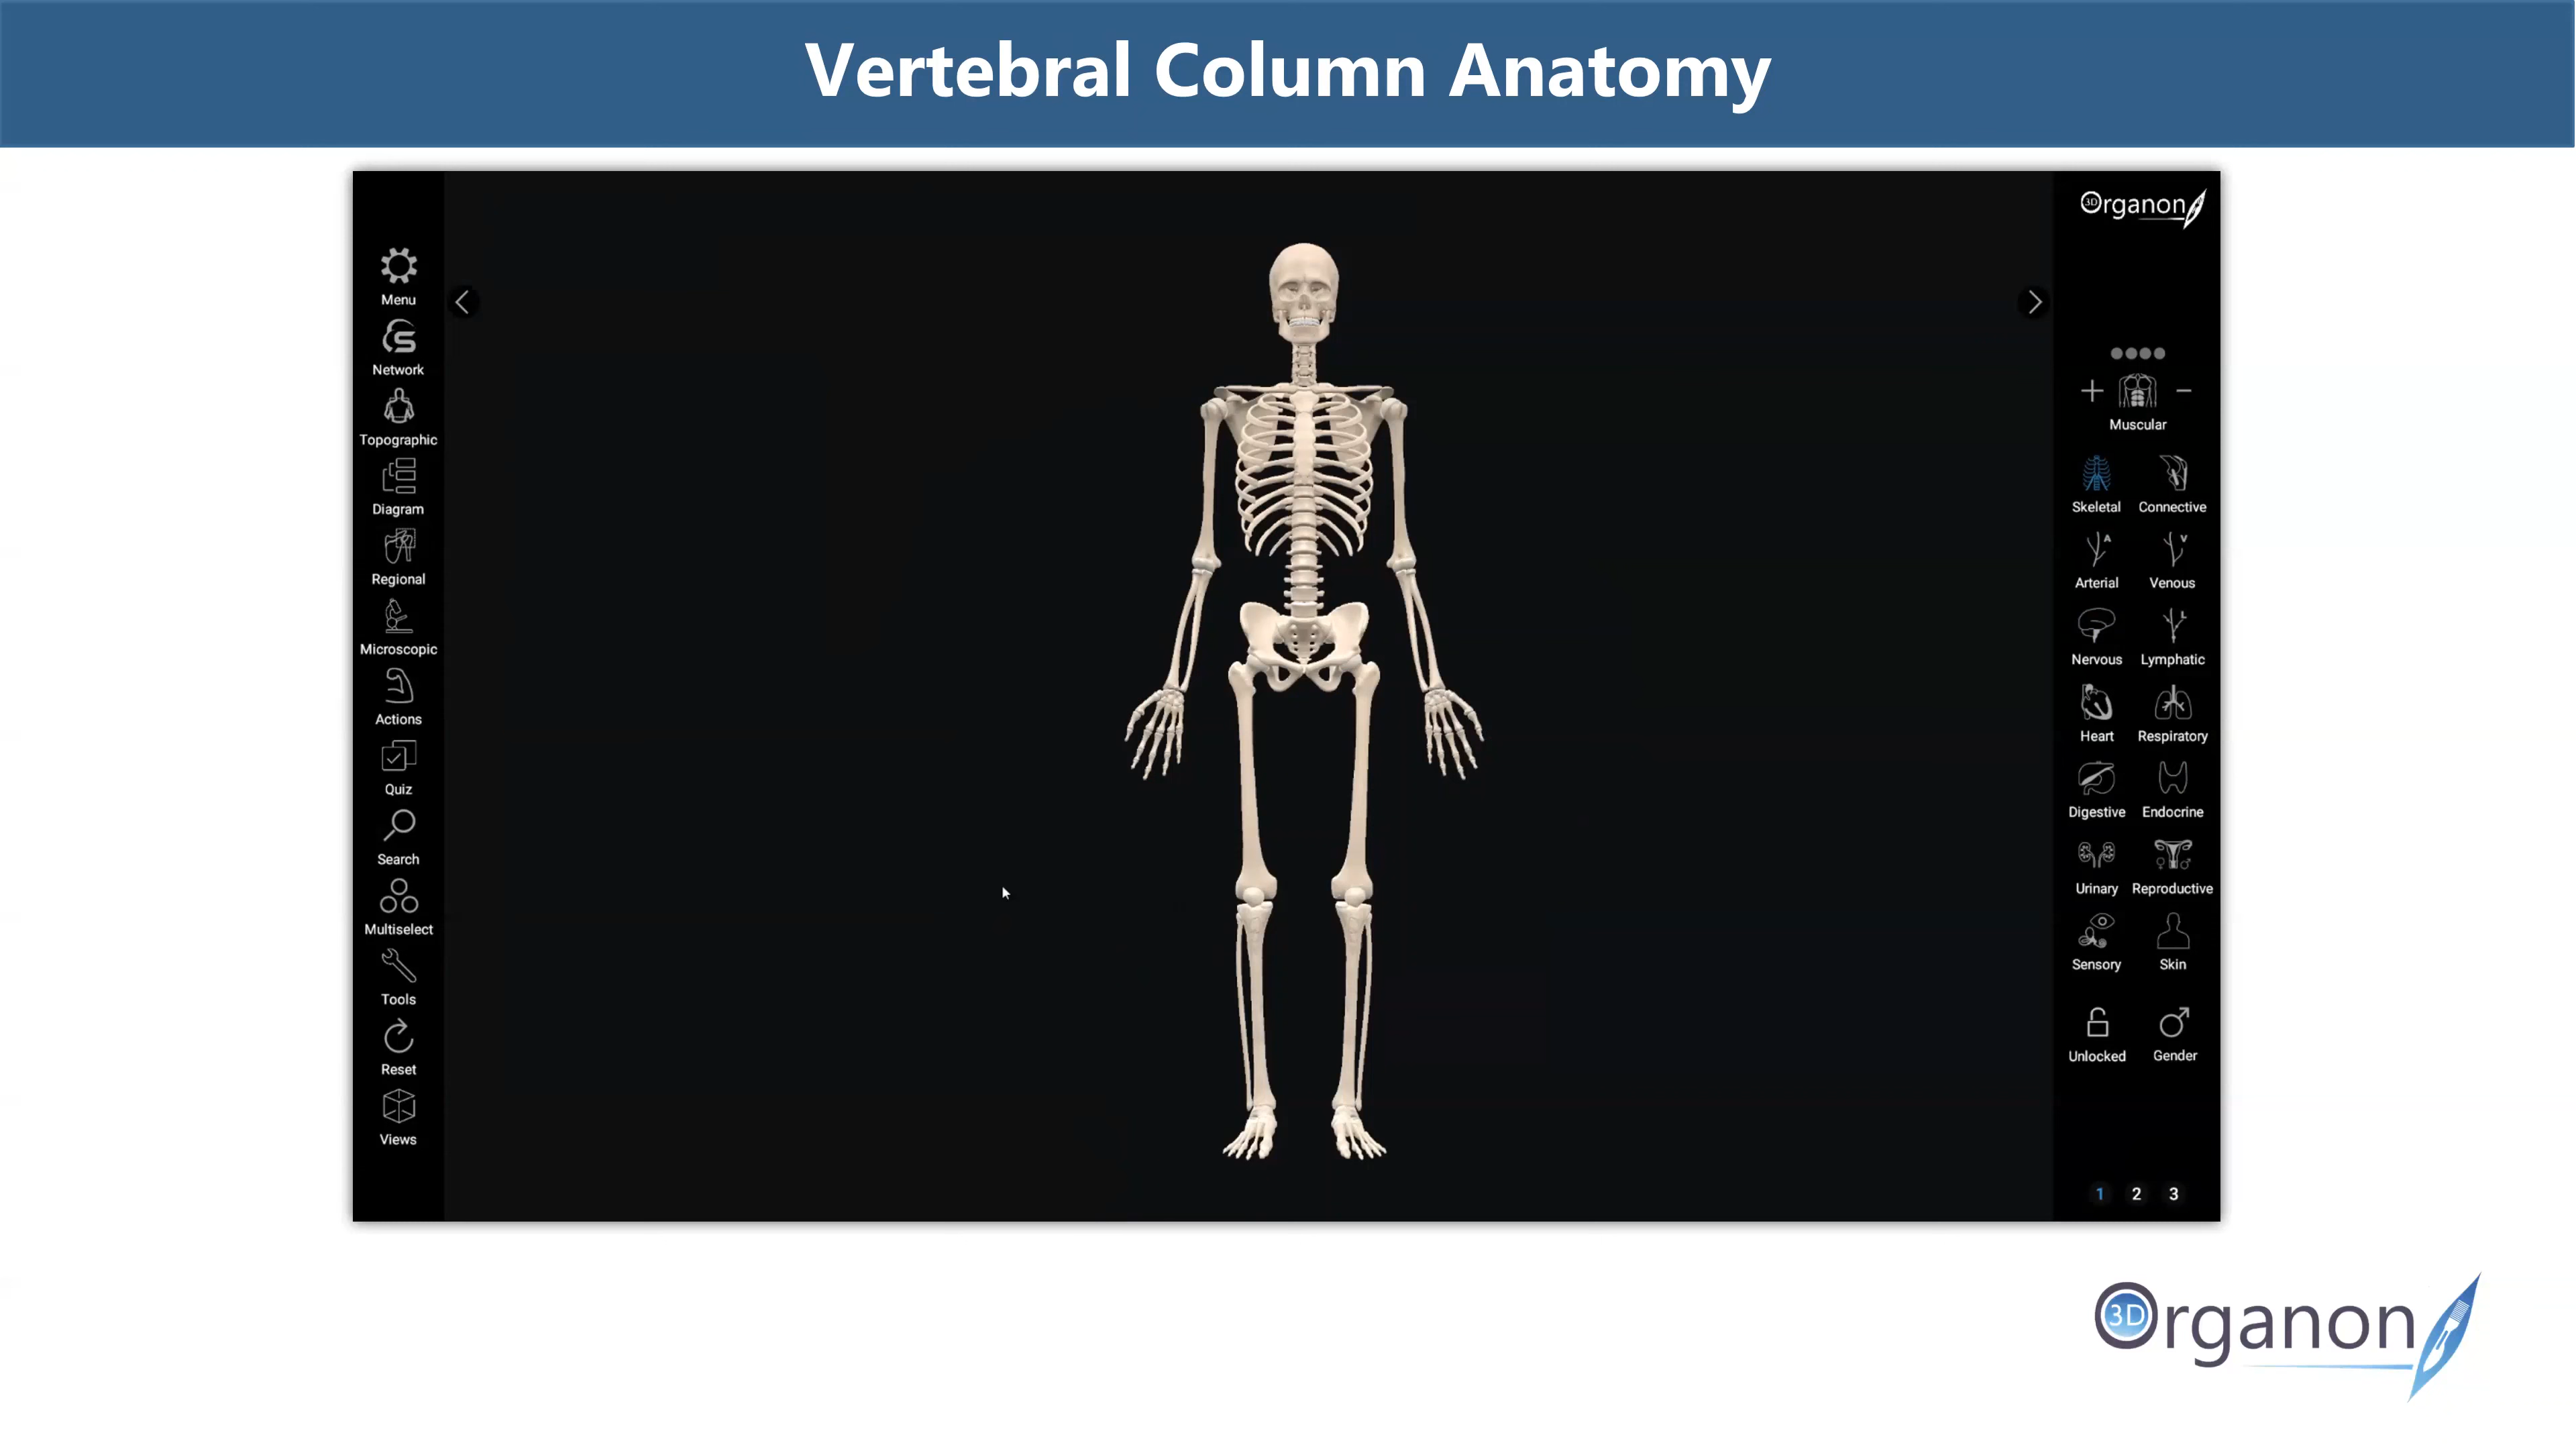 Vertebral Column Anatomy
3D Organon
Menu
Network
Topographic
Diagram
Regional
Microscopic
Actions
Quiz
Search
Multiselect
Tools
Reset
Views
Muscular
Skeletal Connective
A V
Arterial Venous
L
Nervous Lymphatic
Heart Respiratory
Digestive Endocrine
Urinary Reproductive
Sensory Skin
Unlocked Gender
1 2 3
3D Organon